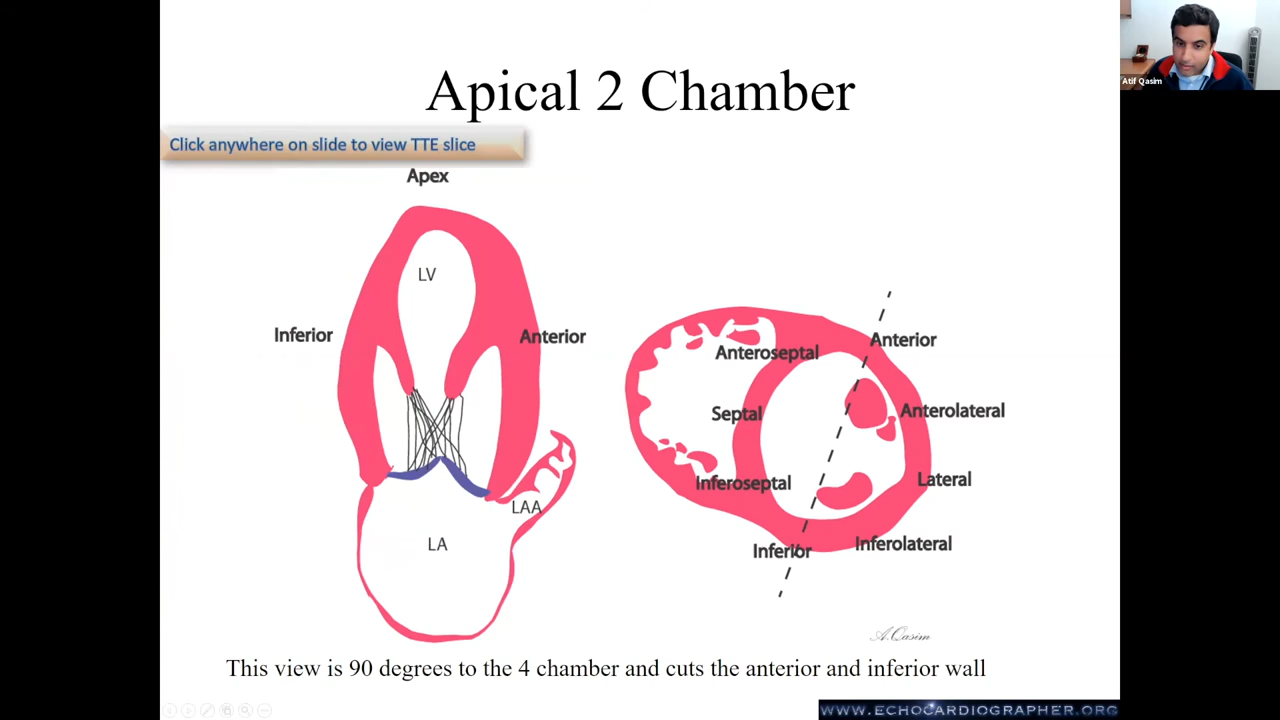 Atif Qasim
Apical 2 Chamber
Click anywhere on slide to view TTE slice
Apex
LV
Inferior
Anterior
LAA
LA
Anterior
Anteroseptal
Anterolateral
Septal
Lateral
Inferoseptal
Inferior
Inferolateral
A.Qasim
This view is 90 degrees to the 4 chamber and cuts the anterior and inferior wall
WWW.ECHOCARDIOGRAPHER.ORG